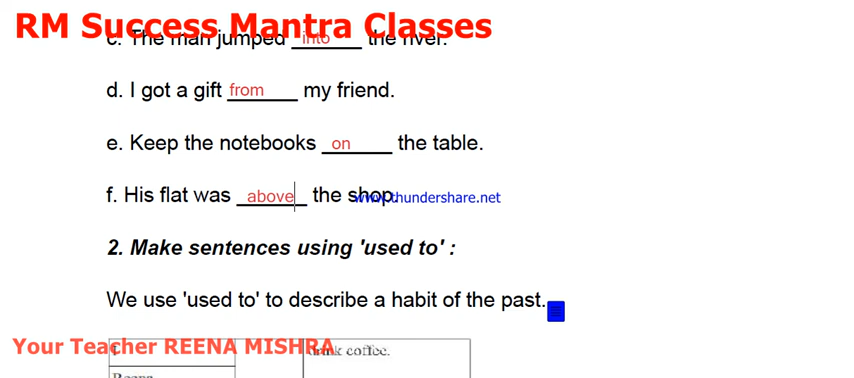 RM Success Mantra Classes
c. The man jumped into the river.
d. I got a gift from my friend.
e. Keep the notebooks on the table.
f. His flat was above the shop.
www.thundershare.net
2. Make sentences using 'used to' :
We use 'used to' to describe a habit of the past.
Your Teacher REENA MISHRA
I drink coffee.
Reena